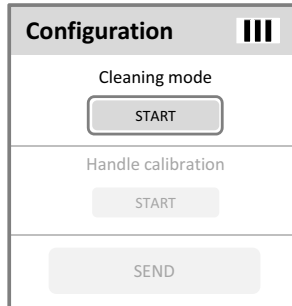 Configuration
Cleaning mode
START
Handle calibration
START
SEND